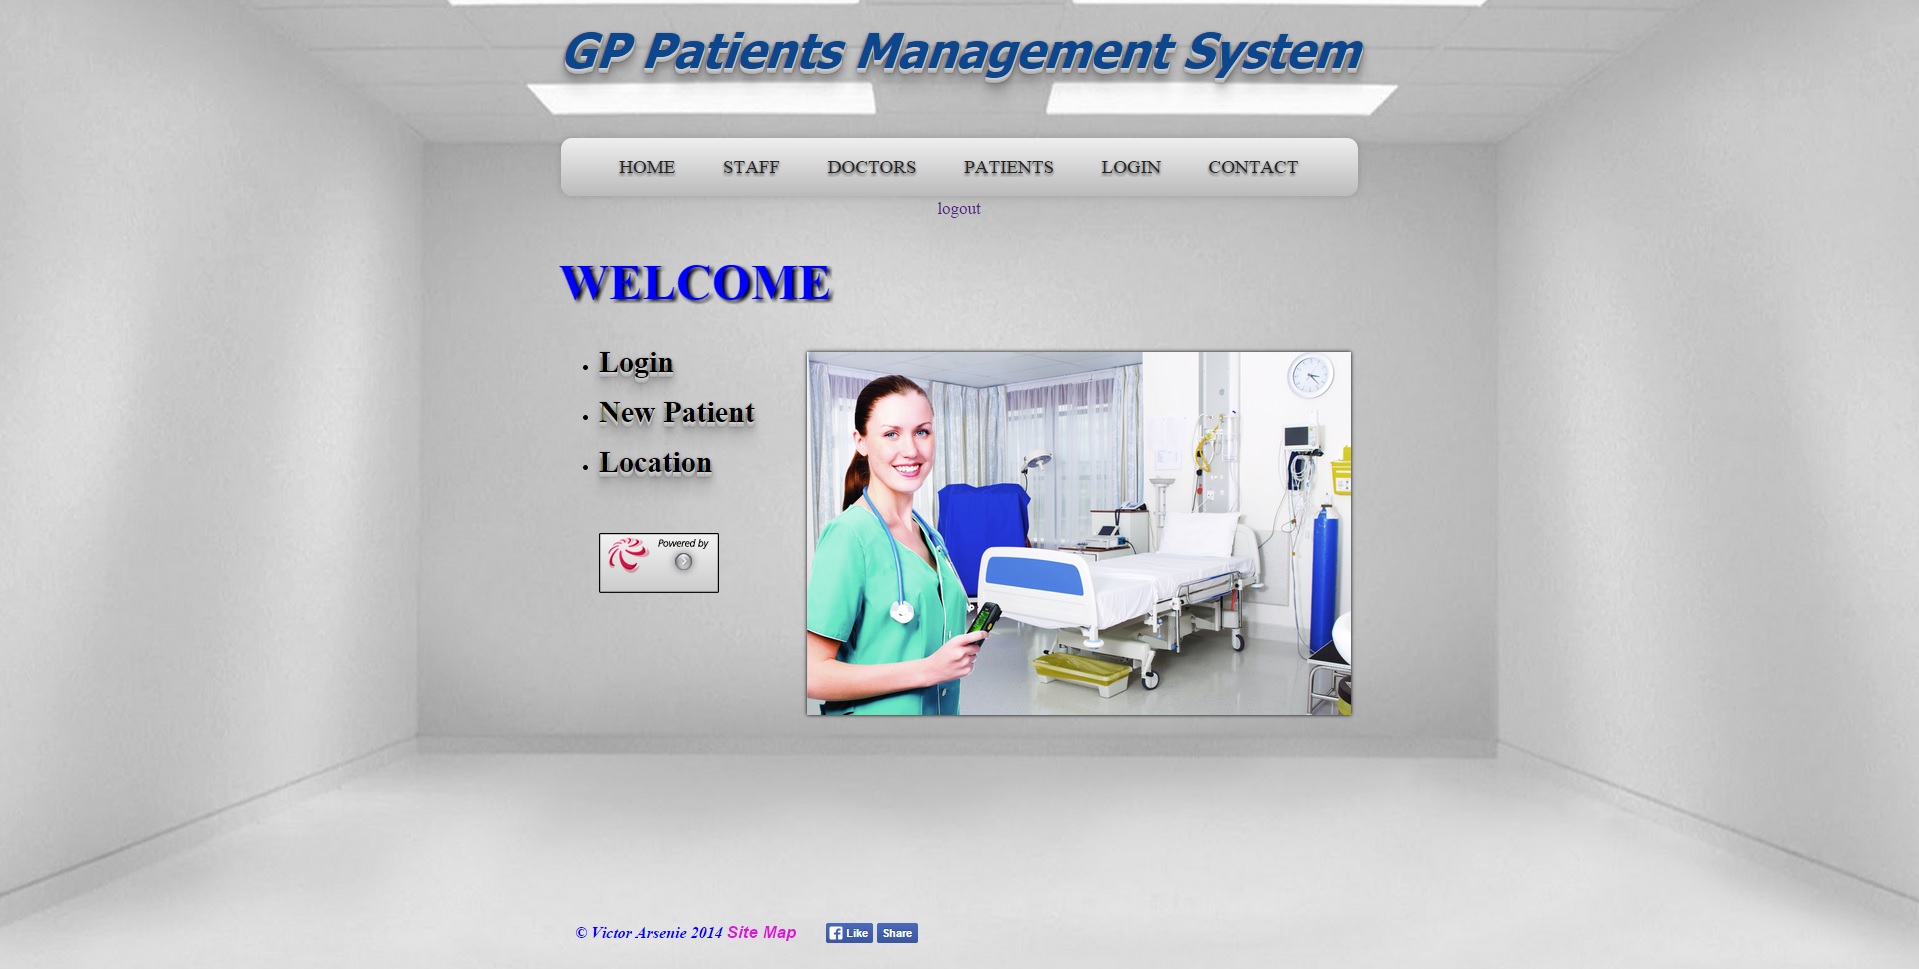 GP Patients Management System
HOME STAFF DOCTORS PATIENTS LOGIN CONTACT
logout
WELCOME
Login
New Patient
Location
Powered by
© Victor Arsenie 2014 Site Map
Like Share